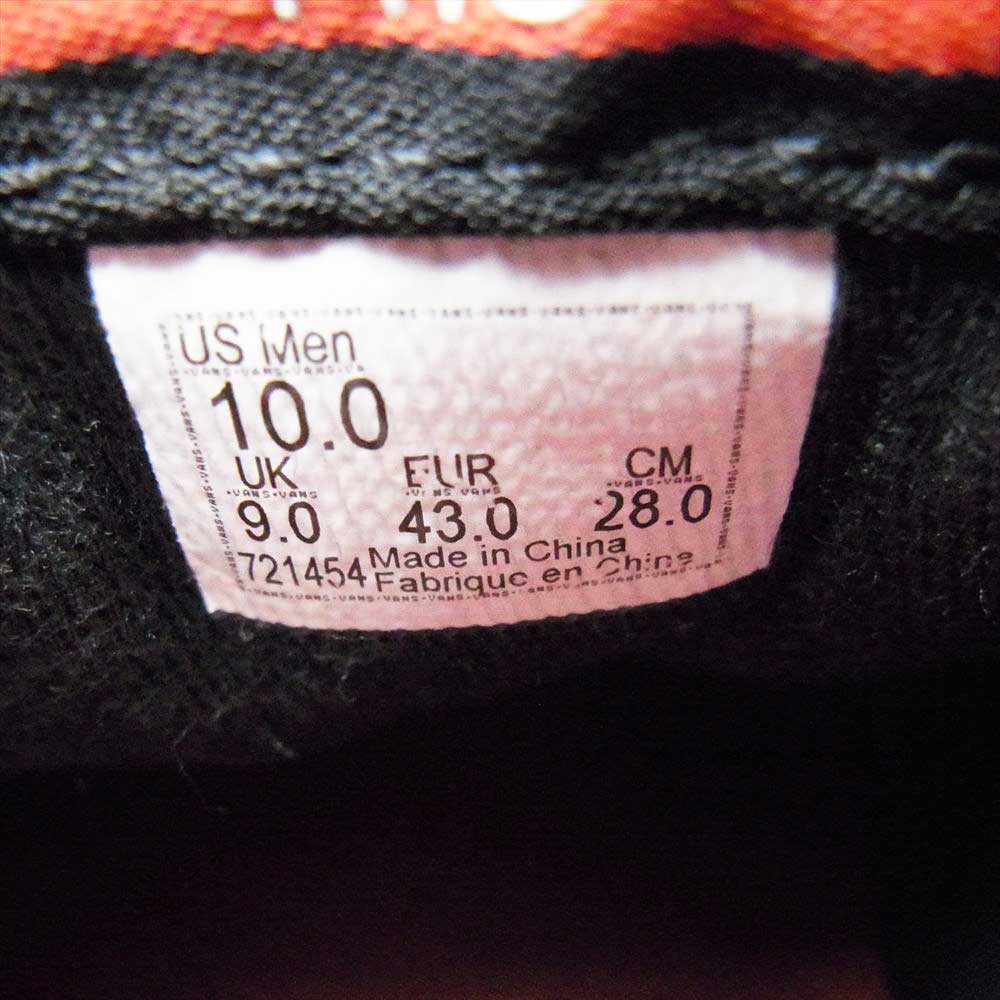 US Men
10.0
UK EUR CM
9.0 43.0 28.0
721454 Made in China
Fabrique en Chine